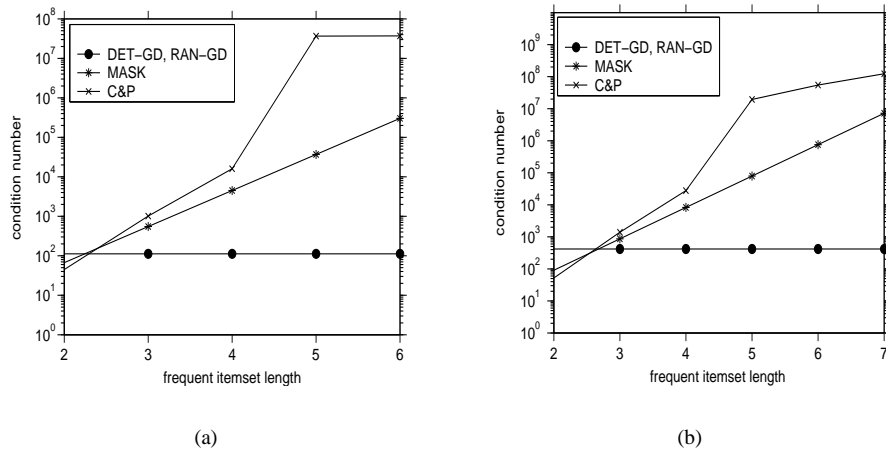 10^8
10^7
10^6
10^5
10^4
10^3
10^2
10^1
10^0
condition number
DET−GD, RAN−GD
MASK
C&P
2 3 4 5 6
frequent itemset length
(a)
10^9
10^8
10^7
10^6
10^5
10^4
10^3
10^2
10^1
10^0
condition number
DET−GD, RAN−GD
MASK
C&P
2 3 4 5 6 7
frequent itemset length
(b)